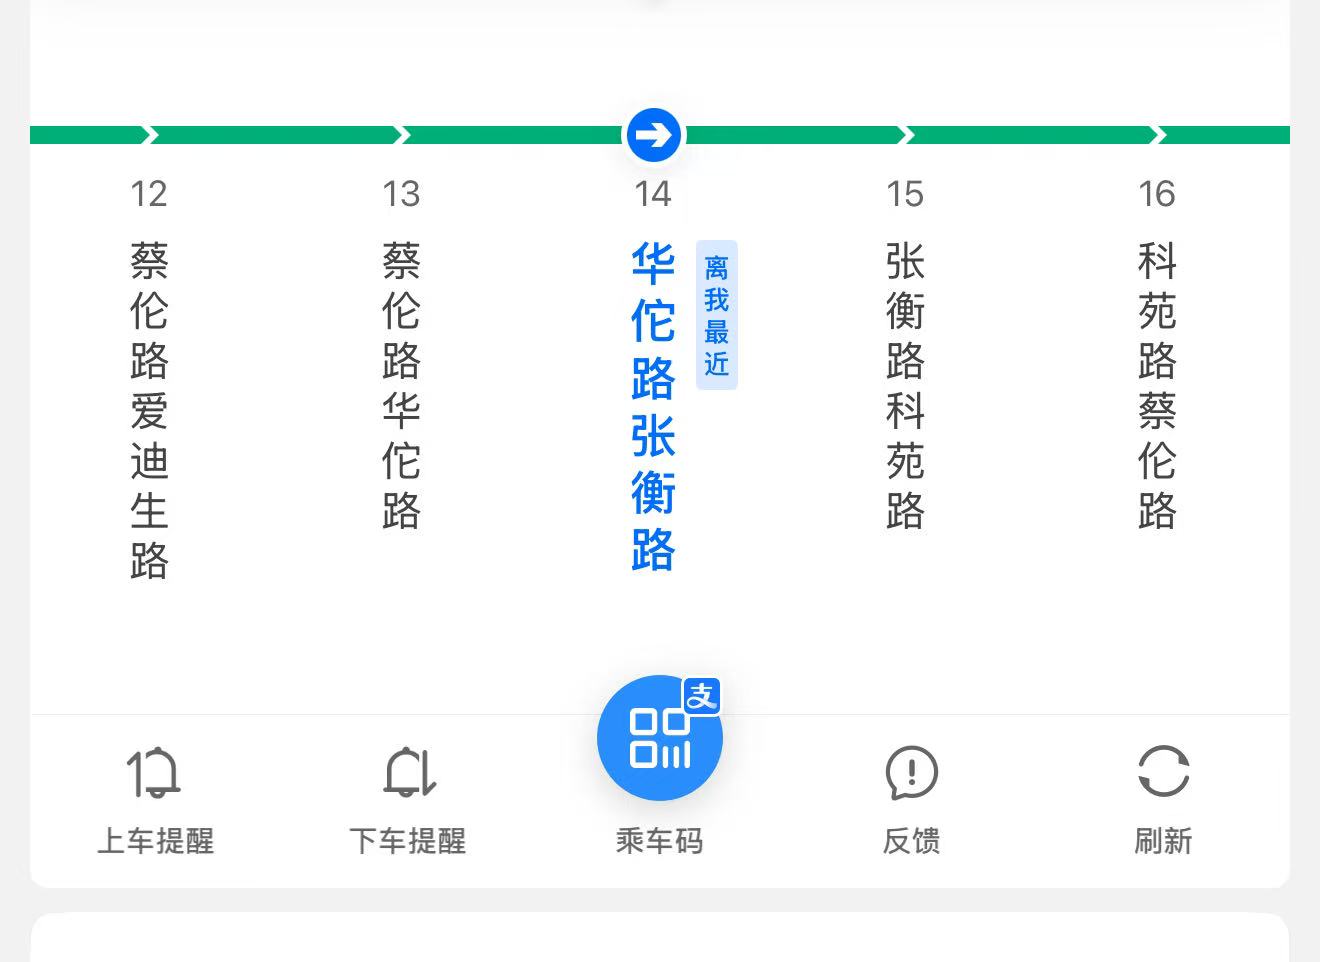 12
13
14
15
16
蔡伦路爱迪生路
蔡伦路华佗路
华佗路张衡路
离我最近
张衡路科苑路
科苑路蔡伦路
支
上车提醒
下车提醒
乘车码
反馈
刷新